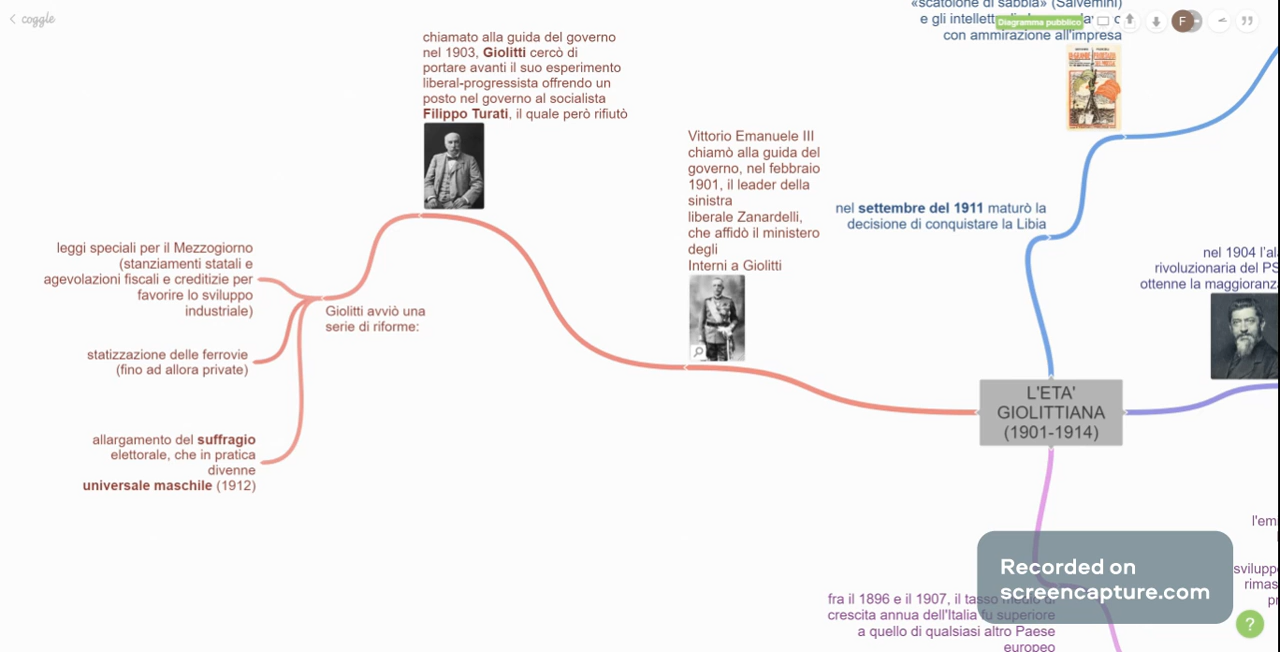 coggle
Diagramma pubblico
F
chiamato alla guida del governo
nel 1903, Giolitti cercò di
portare avanti il suo esperimento
liberal-progressista offrendo un
posto nel governo al socialista
Filippo Turati, il quale però rifiutò
Vittorio Emanuele III
chiamò alla guida del
governo, nel febbraio
1901, il leader della
sinistra
liberale Zanardelli,
che affidò il ministero
degli
Interni a Giolitti
leggi speciali per il Mezzogiorno
(stanziamenti statali e
agevolazioni fiscali e creditizie per
favorire lo sviluppo
industriale)
Giolitti avviò una
serie di riforme:
statizzazione delle ferrovie
(fino ad allora private)
allargamento del suffragio
elettorale, che in pratica
divenne
universale maschile (1912)
«scatolone di sabbia» (Salvemini)
e gli
con ammirazione all'impresa
nel settembre del 1911 maturò la
decisione di conquistare la Libia
nel 1904
rivoluzionaria del
ottenne la
L'ETA'
GIOLITTIANA
(1901-1914)
fra il 1896 e il 1907, il tasso medio di
crescita annua dell'Italia fu superiore
a quello di qualsiasi altro Paese
europeo
Recorded on
screencapture.com
?